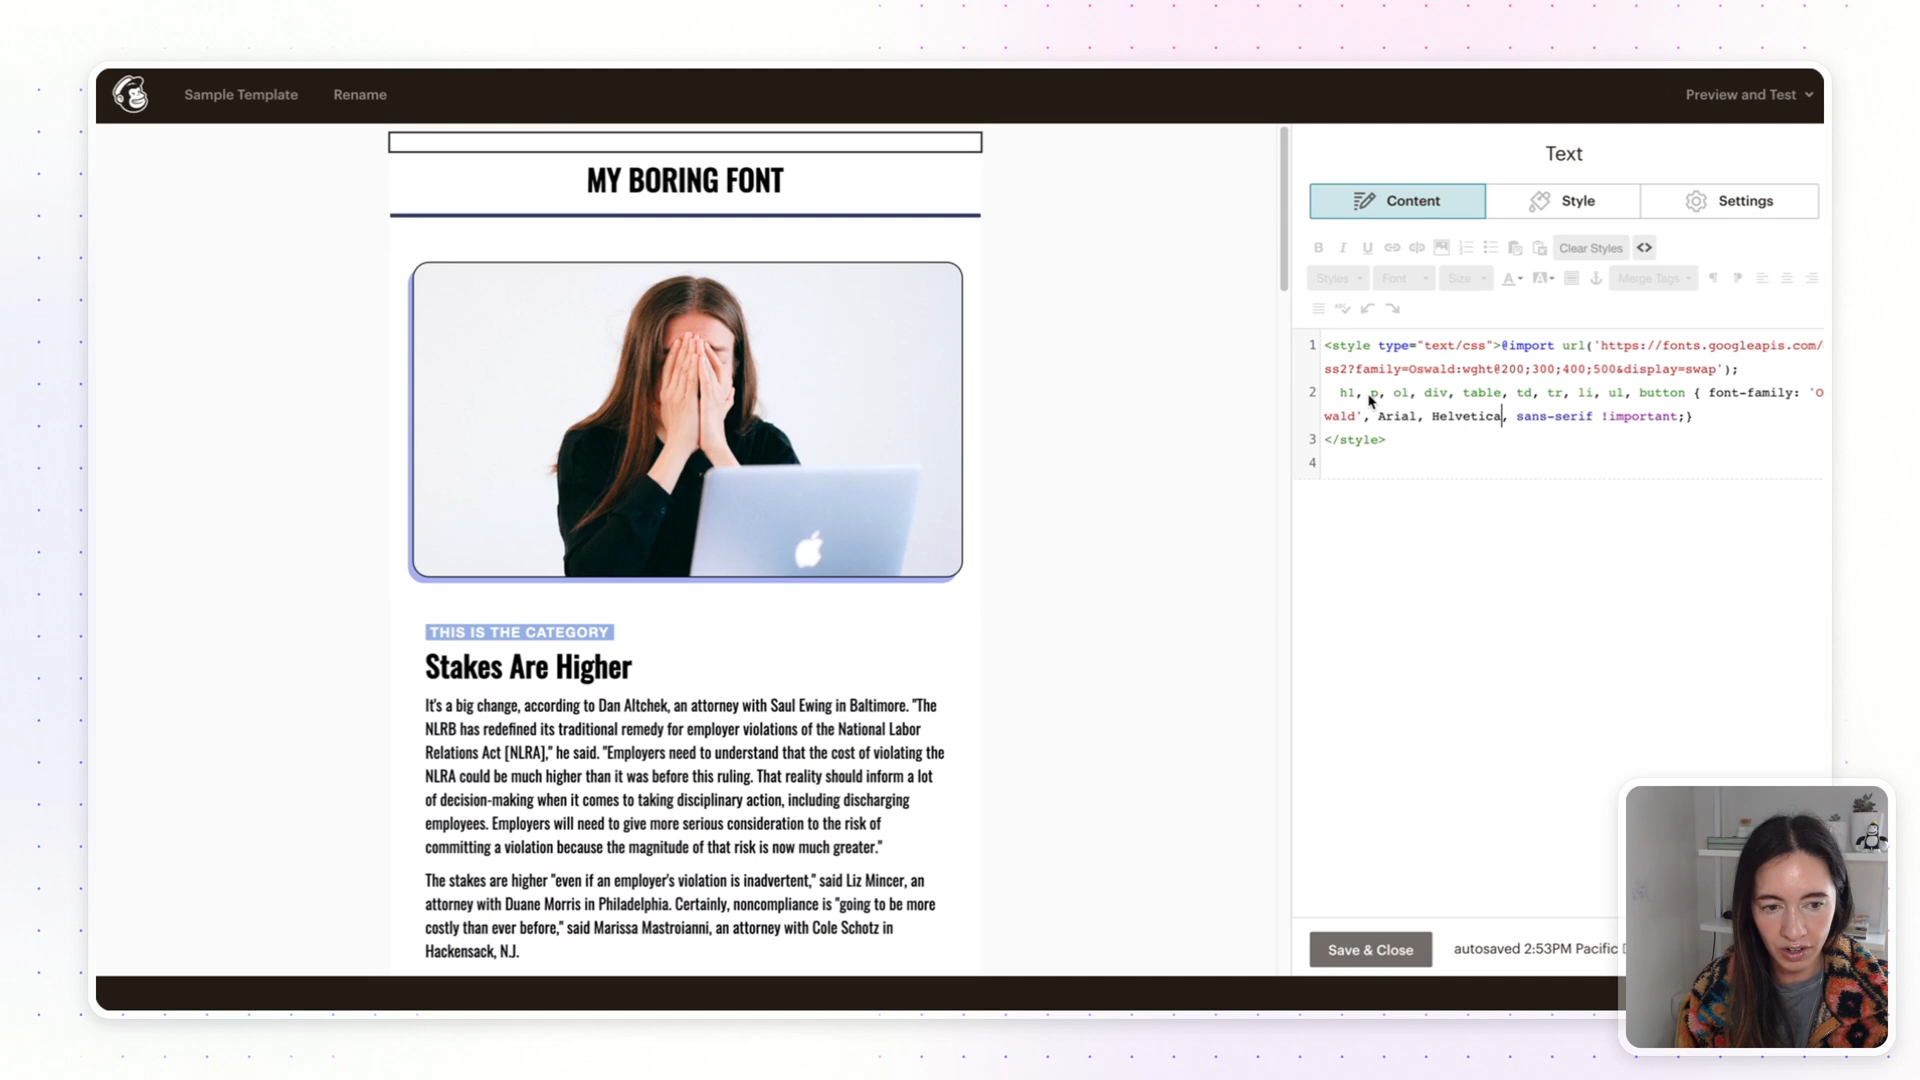 Sample Template
Rename
Preview and Test
MY BORING FONT
THIS IS THE CATEGORY
Stakes Are Higher
It's a big change, according to Dan Altchek, an attorney with Saul Ewing in Baltimore. "The
NLRB has redefined its traditional remedy for employer violations of the National Labor
Relations Act [NLRA]," he said. "Employers need to understand that the cost of violating the
NLRA could be much higher than it was before this ruling. That reality should inform a lot
of decision-making when it comes to taking disciplinary action, including discharging
employees. Employers will need to give more serious consideration to the risk of
committing a violation because the magnitude of that risk is now much greater."
The stakes are higher "even if an employer's violation is inadvertent," said Liz Mincer, an
attorney with Duane Morris in Philadelphia. Certainly, noncompliance is "going to be more
costly than ever before," said Marissa Mastroianni, an attorney with Cole Schotz in
Hackensack, N.J.
Text
Content
Style
Settings
B I U
Clear Styles <>
Styles Font Size A A Merge Tags
ABC
1 <style type="text/css">@import url('https://fonts.googleapis.com/
ss2?family=Oswald:wght@200;300;400;500&display=swap');
2 h1, p, ol, div, table, td, tr, li, ul, button { font-family: 'O
wald', Arial, Helvetica, sans-serif !important;}
3 </style>
4
Save & Close
autosaved 2:53PM Pacific